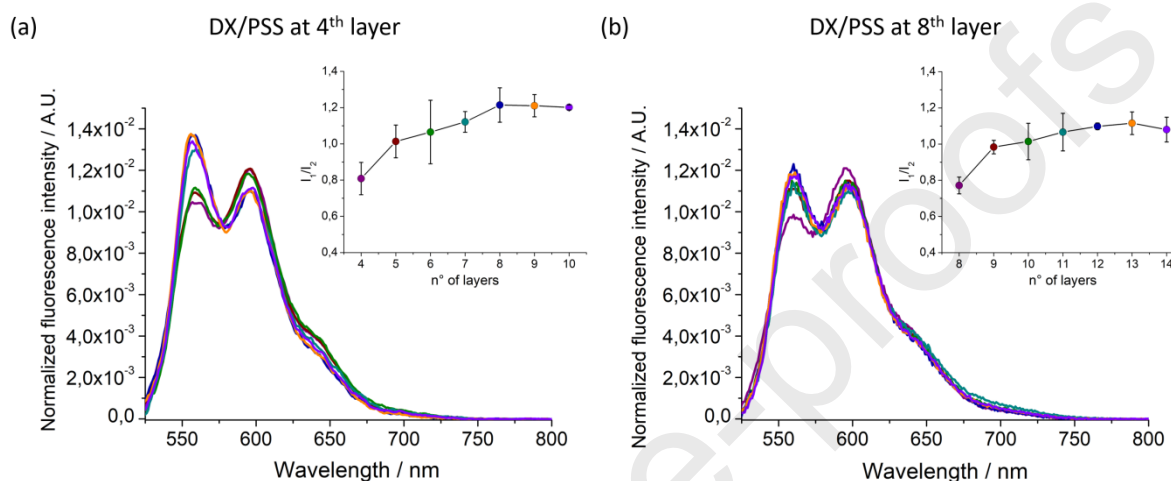 (a) DX/PSS at 4th layer
Normalized fluorescence intensity / A.U.
1,4x10-2
1,2x10-2
1,0x10-2
8,0x10-3
6,0x10-3
4,0x10-3
2,0x10-3
0,0
550 600 650 700 750 800
Wavelength / nm
I1/I2
1,4
1,2
1,0
0,8
0,6
0,4
4 5 6 7 8 9 10
n° of layers
(b) DX/PSS at 8th layer
Normalized fluorescence intensity / A.U.
1,4x10-2
1,2x10-2
1,0x10-2
8,0x10-3
6,0x10-3
4,0x10-3
2,0x10-3
0,0
550 600 650 700 750 800
Wavelength / nm
I1/I2
1,4
1,2
1,0
0,8
0,6
0,4
8 9 10 11 12 13 14
n° of layers
e-proofs